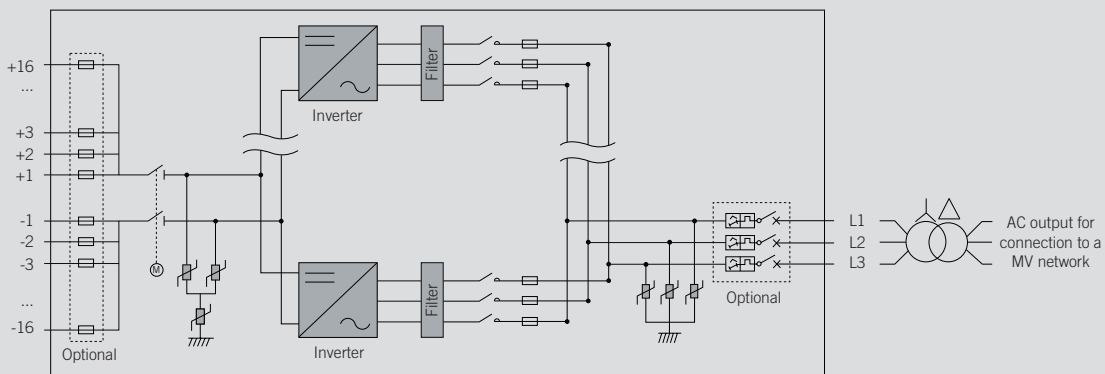 +16
...
+3
+2
+1
-1
-2
-3
...
-16
Optional
M
Inverter
Filter
Inverter
Filter
Optional
L1
L2
L3
AC output for
connection to a
MV network